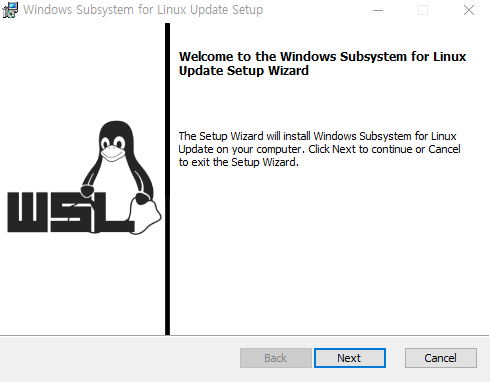 Windows Subsystem for Linux Update Setup
Welcome to the Windows Subsystem for Linux
Update Setup Wizard
The Setup Wizard will install Windows Subsystem for Linux
Update on your computer. Click Next to continue or Cancel
to exit the Setup Wizard.
WSL
Back Next Cancel